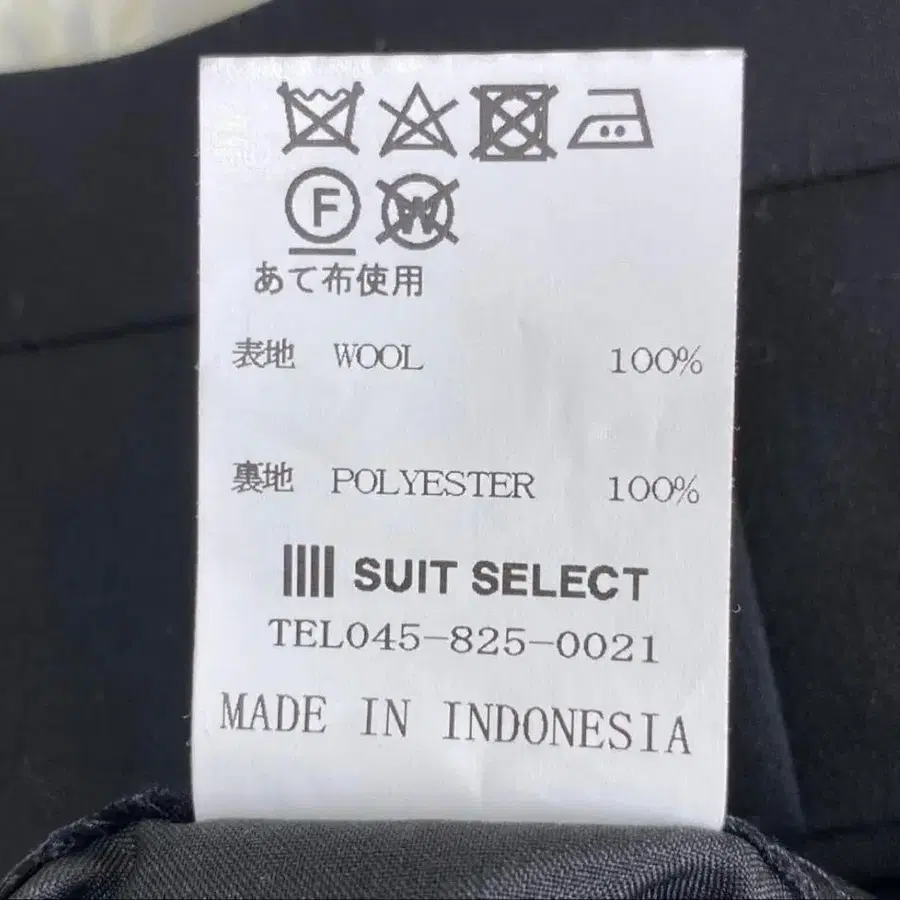 F W
あて布使用
表地 WOOL 100%
裏地 POLYESTER 100%
SUIT SELECT
TEL045-825-0021
MADE IN INDONESIA